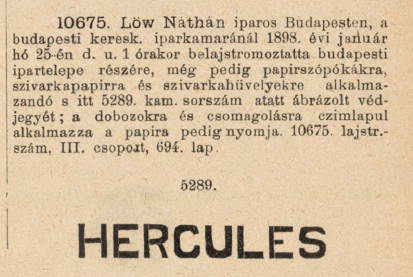 10675. Löw Náthán iparos Budapesten, a
budapesti keresk. iparkamaránál 1898. évi január
hó 25-én d. u. 1 órakor belajstromoztatta budapesti
ipartelepe részére, még pedig papirszópókákra,
szivarkapapirra és szivarkahüvelyekre alkalma-
zandó s itt 5289. kam. sorszám atatt ábrázolt véd-
jegyét; a dobozokra és csomagolásra czimlapul
alkalmazza a papira pedig nyomja. 10675. lajstr.-
szám, III. csoport, 694. lap.
5289.
HERCULES